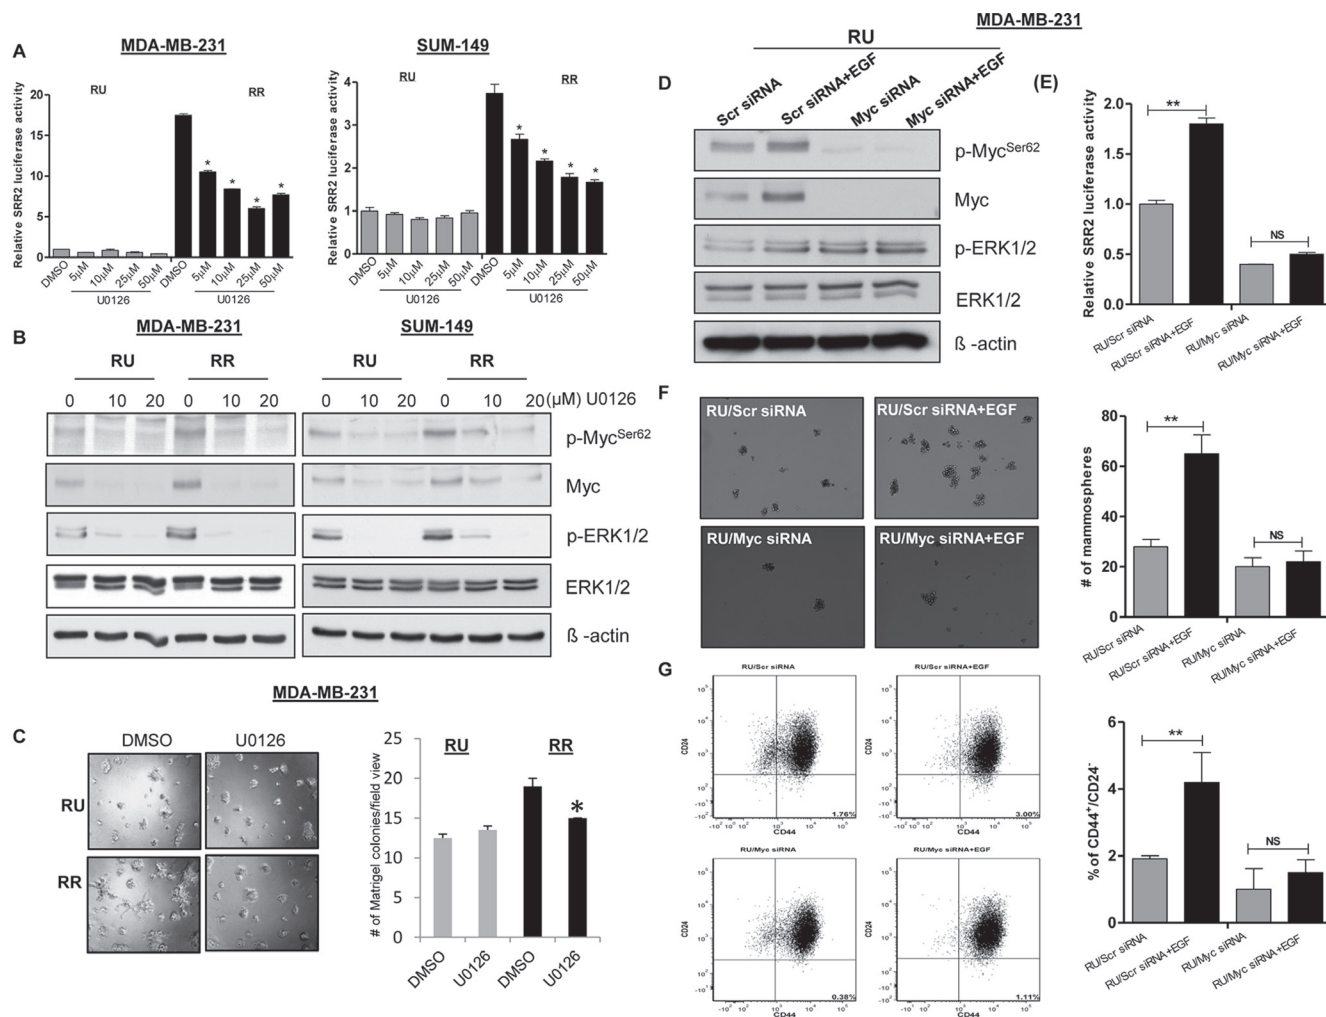 A
MDA-MB-231
SUM-149
Relative SRR2 luciferase activity
20
15
10
5
0
RU
RR
DMSO
5µM
10µM
25µM
50µM
DMSO
5µM
10µM
25µM
50µM
U0126
U0126
* * * *
Relative SRR2 luciferase activity
4
3
2
1
0
RU
RR
DMSO
5µM
10µM
25µM
50µM
DMSO
5µM
10µM
25µM
50µM
U0126
U0126
* * * *
B
MDA-MB-231
SUM-149
RU RR RU RR
0 10 20 0 10 20 0 10 20 0 10 20 (µM) U0126
p-MycSer62
Myc
p-ERK1/2
ERK1/2
ß -actin
MDA-MB-231
C
DMSO U0126
RU
RR
# of Matrigel colonies/field view
25
20
15
10
5
0
RU RR
*
DMSO
U0126
DMSO
U0126
MDA-MB-231
D
RU
Scr siRNA
Scr siRNA+EGF
Myc siRNA
Myc siRNA+EGF
p-MycSer62
Myc
p-ERK1/2
ERK1/2
ß -actin
(E)
Relative SRR2 luciferase activity
2.0
1.5
1.0
0.5
0.0
**
NS
RU/Scr siRNA
RU/Scr siRNA+EGF
RU/Myc siRNA
RU/Myc siRNA+EGF
F
RU/Scr siRNA
RU/Scr siRNA+EGF
RU/Myc siRNA
RU/Myc siRNA+EGF
# of mammospheres
80
60
40
20
0
**
NS
RU/Scr siRNA
RU/Scr siRNA+EGF
RU/Myc siRNA
RU/Myc siRNA+EGF
G
RU/Scr siRNA
CD24
CD44
1.76%
RU/Scr siRNA+EGF
CD24
CD44
3.00%
RU/Myc siRNA
CD24
CD44
0.38%
RU/Myc siRNA+EGF
CD24
CD44
1.11%
% of CD44+/CD24-
6
4
2
0
**
NS
RU/Scr siRNA
RU/Scr siRNA+EGF
RU/Myc siRNA
RU/Myc siRNA+EGF